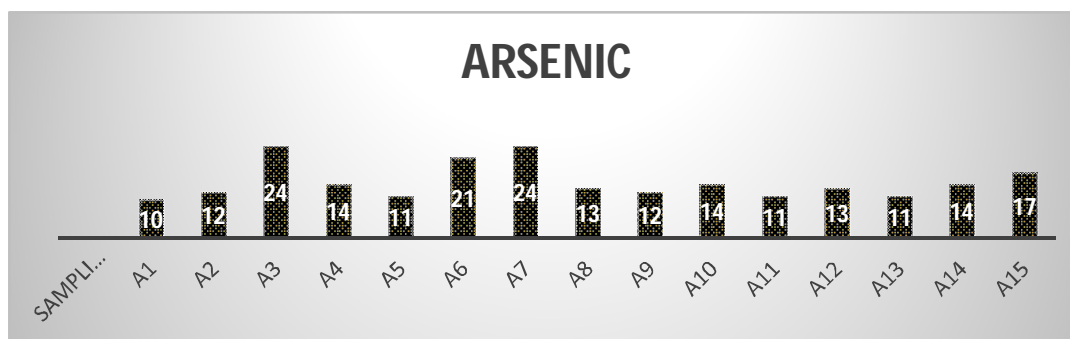 ARSENIC
10 12 24 14 11 21 24 13 12 14 11 13 11 14 17
SAMPLI... A1 A2 A3 A4 A5 A6 A7 A8 A9 A10 A11 A12 A13 A14 A15